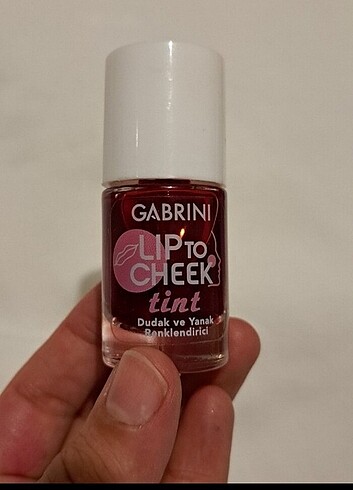 GABRINI
LIP TO
CHEEK
tint
Dudak ve Yanak
Renklendirici